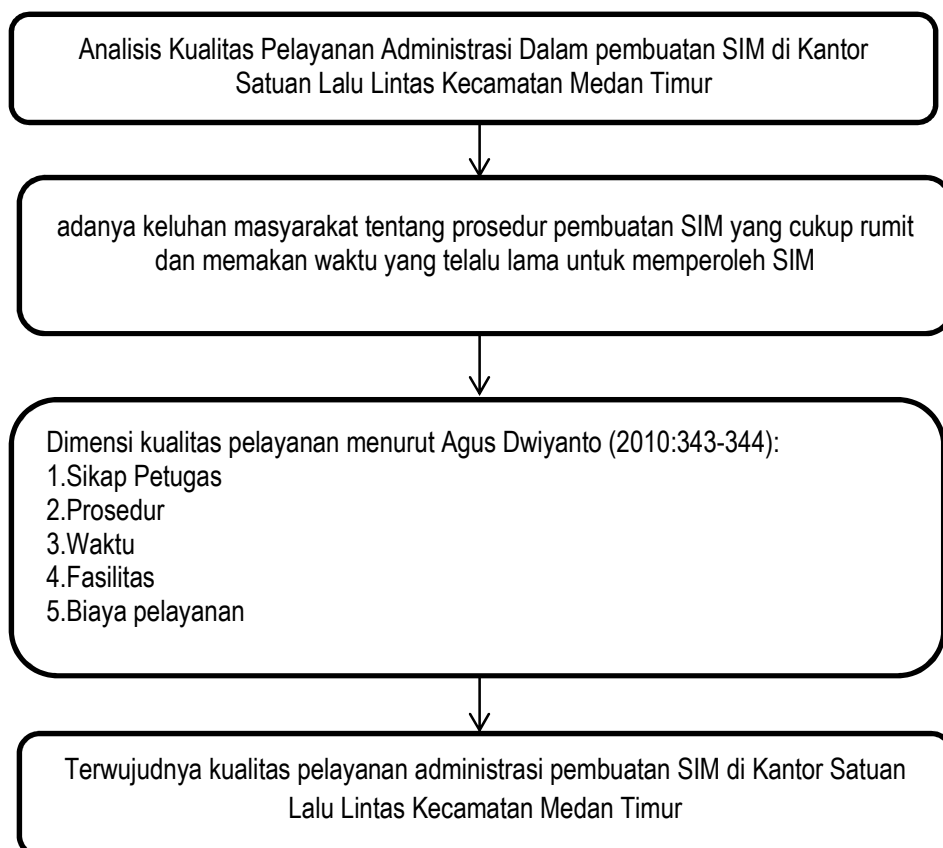 Analisis Kualitas Pelayanan Administrasi Dalam pembuatan SIM di Kantor
Satuan Lalu Lintas Kecamatan Medan Timur
adanya keluhan masyarakat tentang prosedur pembuatan SIM yang cukup rumit
dan memakan waktu yang telalu lama untuk memperoleh SIM
Dimensi kualitas pelayanan menurut Agus Dwiyanto (2010:343-344):
1.Sikap Petugas
2.Prosedur
3.Waktu
4.Fasilitas
5.Biaya pelayanan
Terwujudnya kualitas pelayanan administrasi pembuatan SIM di Kantor Satuan
Lalu Lintas Kecamatan Medan Timur